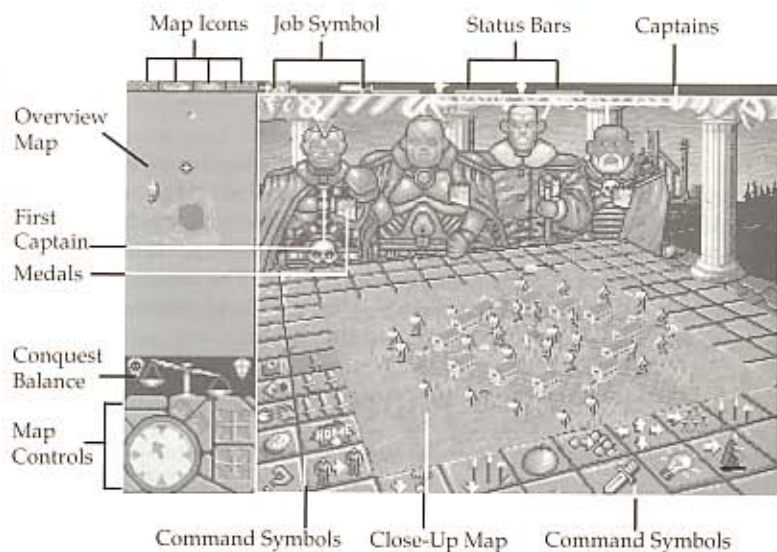 Map Icons
Job Symbol
Status Bars
Captains
Overview
Map
First
Captain
Medals
Conquest
Balance
Map
Controls
HOME
Command Symbols
Close-Up Map
Command Symbols